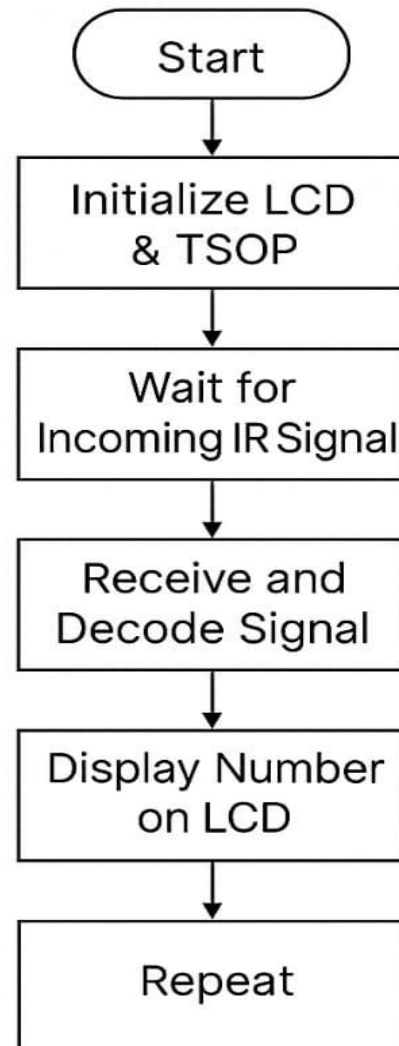 Start
Initialize LCD
& TSOP
Wait for
Incoming IR Signal
Receive and
Decode Signal
Display Number
on LCD
Repeat